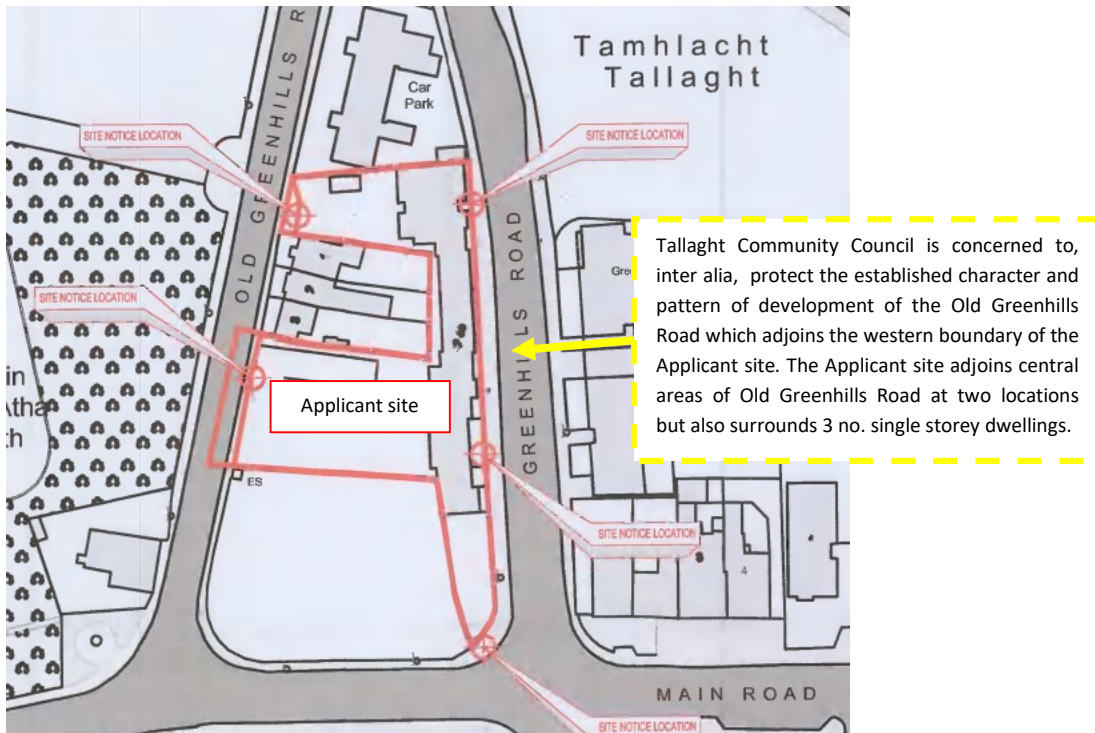 Tamhlacht
Tallaght
OLD GREENHILLS R
Car
Park
SITE NOTICE LOCATION
SITE NOTICE LOCATION
SITE NOTICE LOCATION
GREENHILLS ROAD
Gre
Tallaght Community Council is concerned to,
inter alia, protect the established character and
pattern of development of the Old Greenhills
Road which adjoins the western boundary of the
Applicant site. The Applicant site adjoins central
areas of Old Greenhills Road at two locations
but also surrounds 3 no. single storey dwellings.
in
Atha
th
Applicant site
ES
SITE NOTICE LOCATION
4
MAIN ROAD
SITE NOTICE LOCATION